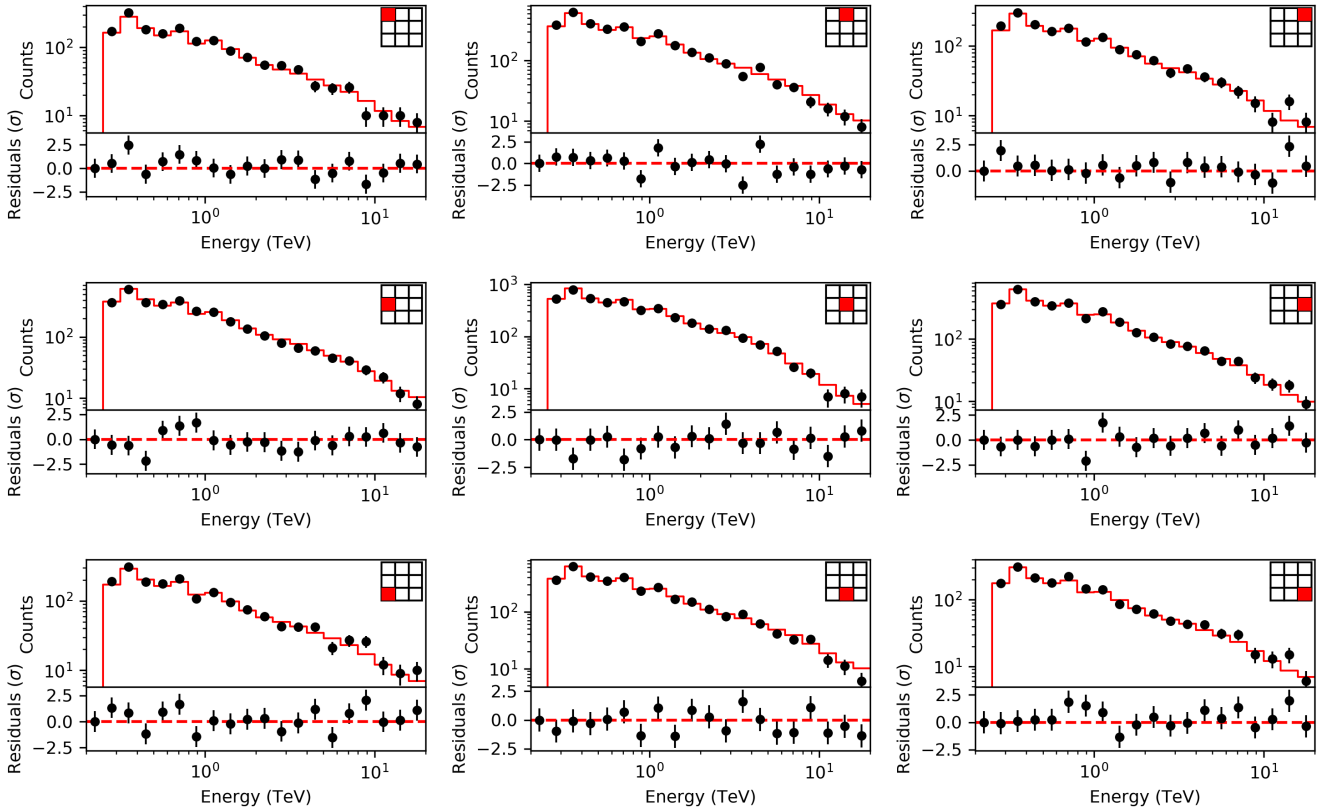 Counts
10²
10¹
Residuals (σ)
2.5
0.0
−2.5
10⁰
10¹
Energy (TeV)
Counts
10²
10¹
Residuals (σ)
2.5
0.0
−2.5
10⁰
10¹
Energy (TeV)
Counts
10²
10¹
Residuals (σ)
2.5
0.0
10⁰
10¹
Energy (TeV)
Counts
10²
10¹
Residuals (σ)
2.5
0.0
−2.5
10⁰
10¹
Energy (TeV)
Counts
10³
10²
10¹
Residuals (σ)
2.5
0.0
−2.5
10⁰
10¹
Energy (TeV)
Counts
10²
10¹
Residuals (σ)
2.5
0.0
−2.5
10⁰
10¹
Energy (TeV)
Counts
10²
10¹
Residuals (σ)
2.5
0.0
−2.5
10⁰
10¹
Energy (TeV)
Counts
10²
10¹
Residuals (σ)
2.5
0.0
−2.5
10⁰
10¹
Energy (TeV)
Counts
10²
10¹
Residuals (σ)
2.5
0.0
−2.5
10⁰
10¹
Energy (TeV)